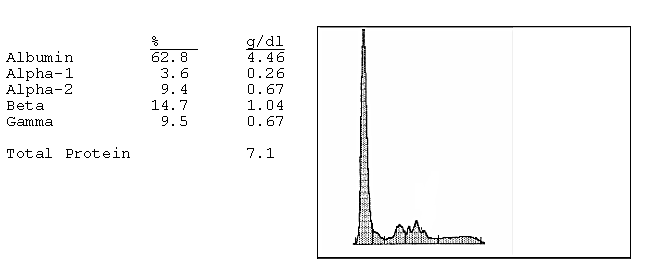 % g/dl
Albumin 62.8 4.46
Alpha-1 3.6 0.26
Alpha-2 9.4 0.67
Beta 14.7 1.04
Gamma 9.5 0.67
Total Protein 7.1